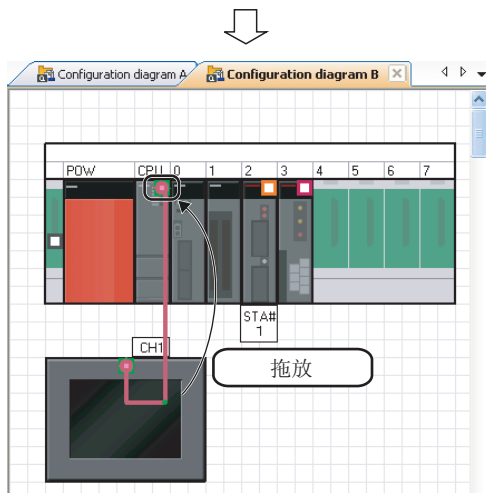 Configuration diagram A Configuration diagram B
POW CPU 0 1 2 3 4 5 6 7
STA#
1
CH1
拖放